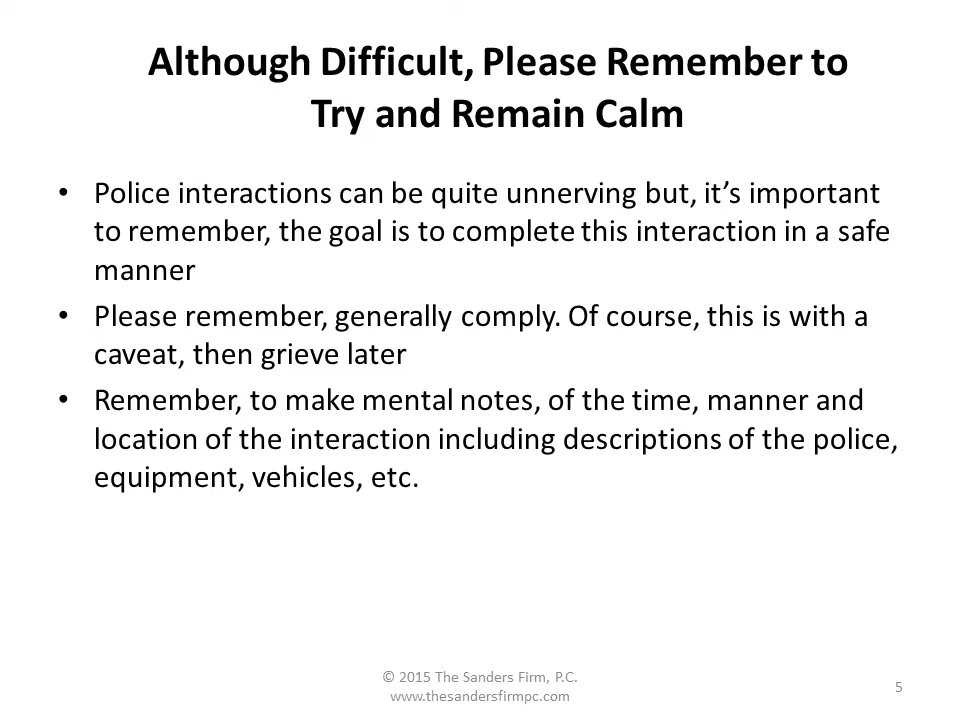 Although Difficult, Please Remember to
Try and Remain Calm
• Police interactions can be quite unnerving but, it’s important
to remember, the goal is to complete this interaction in a safe
manner
• Please remember, generally comply. Of course, this is with a
caveat, then grieve later
• Remember, to make mental notes, of the time, manner and
location of the interaction including descriptions of the police,
equipment, vehicles, etc.
© 2015 The Sanders Firm, P.C.
www.thesandersfirmpc.com
5